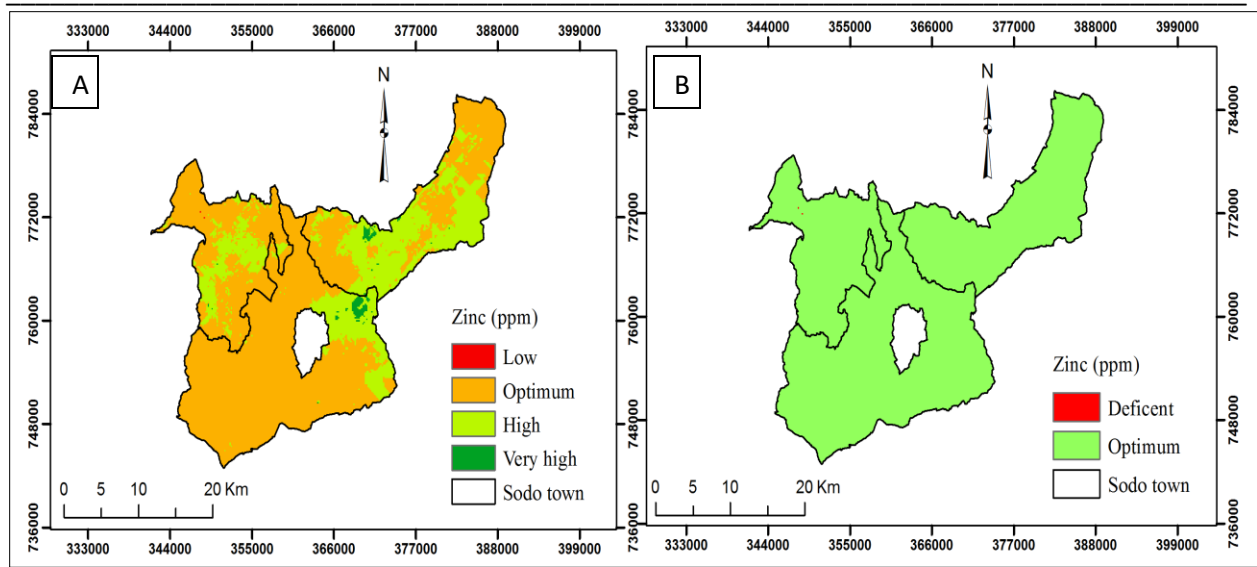 333000 344000 355000 366000 377000 388000 399000
A
N
784000
772000
760000
748000
736000
Zinc (ppm)
Low
Optimum
High
Very high
Sodo town
0 5 10 20 Km
333000 344000 355000 366000 377000 388000 399000
333000 344000 355000 366000 377000 388000 399000
B
N
784000
772000
760000
748000
736000
Zinc (ppm)
Deficent
Optimum
Sodo town
0 5 10 20 Km
333000 344000 355000 366000 377000 388000 399000